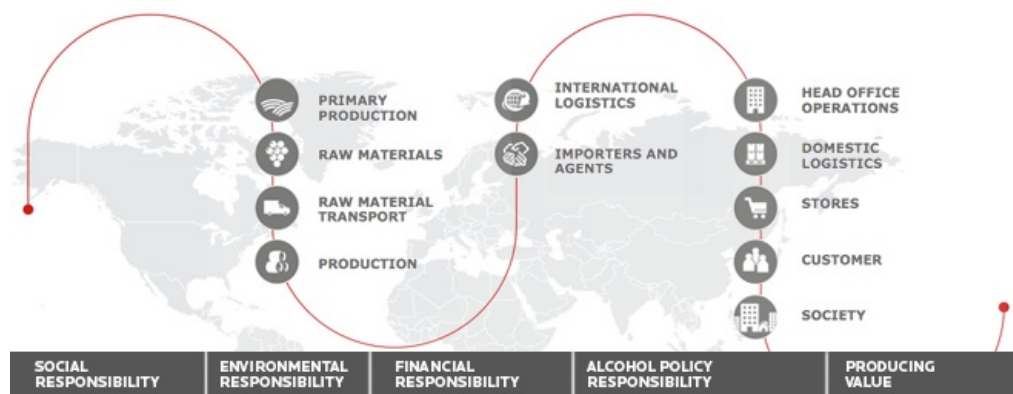 PRIMARY
PRODUCTION
RAW MATERIALS
RAW MATERIAL
TRANSPORT
PRODUCTION
INTERNATIONAL
LOGISTICS
IMPORTERS AND
AGENTS
HEAD OFFICE
OPERATIONS
DOMESTIC
LOGISTICS
STORES
CUSTOMER
SOCIETY
SOCIAL
RESPONSIBILITY
ENVIRONMENTAL
RESPONSIBILITY
FINANCIAL
RESPONSIBILITY
ALCOHOL POLICY
RESPONSIBILITY
PRODUCING
VALUE